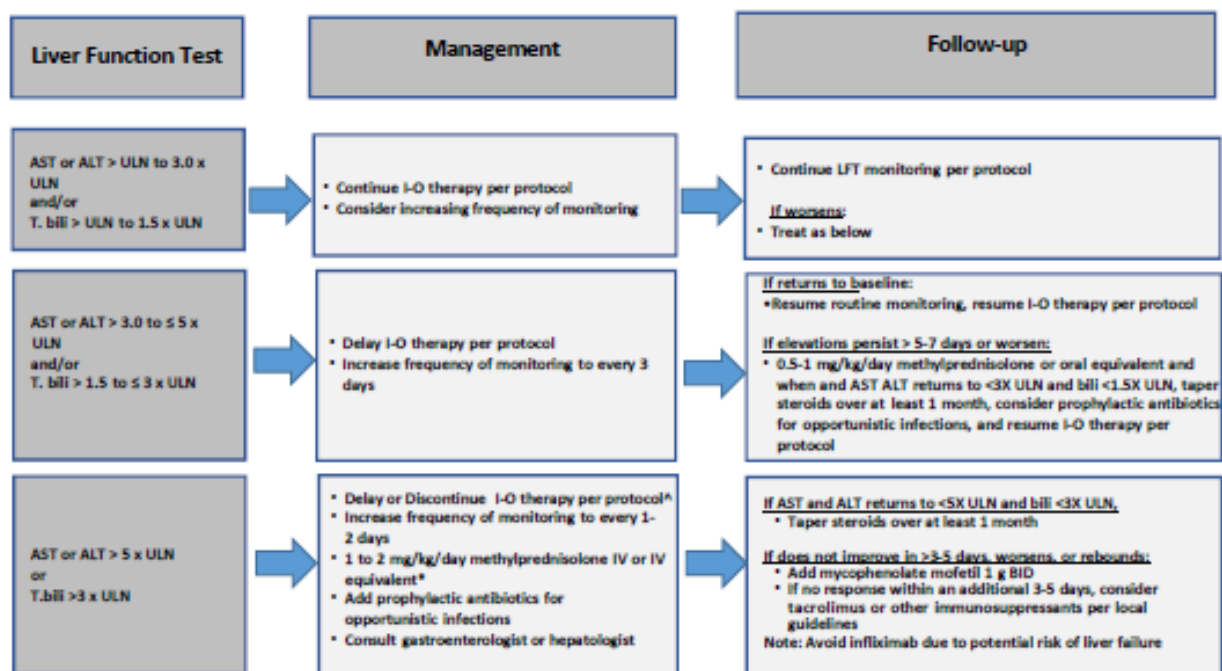 Liver Function Test
Management
Follow-up
AST or ALT > ULN to 3.0 x
ULN
and/or
T. bili > ULN to 1.5 x ULN
▪ Continue I-O therapy per protocol
▪ Consider increasing frequency of monitoring
▪ Continue LFT monitoring per protocol
If worsens:
▪ Treat as below
AST or ALT > 3.0 to ≤ 5 x
ULN
and/or
T. bili > 1.5 to ≤ 3 x ULN
▪ Delay I-O therapy per protocol
▪ Increase frequency of monitoring to every 3
days
If returns to baseline:
•Resume routine monitoring, resume I-O therapy per protocol
If elevations persist > 5-7 days or worsen:
▪ 0.5-1 mg/kg/day methylprednisolone or oral equivalent and
when and AST ALT returns to <3X ULN and bili <1.5X ULN, taper
steroids over at least 1 month, consider prophylactic antibiotics
for opportunistic infections, and resume I-O therapy per
protocol
AST or ALT > 5 x ULN
or
T.bili >3 x ULN
▪ Delay or Discontinue I-O therapy per protocol^
▪ Increase frequency of monitoring to every 1-
2 days
▪ 1 to 2 mg/kg/day methylprednisolone IV or IV
equivalent*
▪ Add prophylactic antibiotics for
opportunistic infections
▪ Consult gastroenterologist or hepatologist
If AST and ALT returns to <5X ULN and bili <3X ULN,
▪ Taper steroids over at least 1 month
If does not improve in >3-5 days, worsens, or rebounds:
▪ Add mycophenolate mofetil 1 g BID
▪ If no response within an additional 3-5 days, consider
tacrolimus or other immunosuppressants per local
guidelines
Note: Avoid infliximab due to potential risk of liver failure